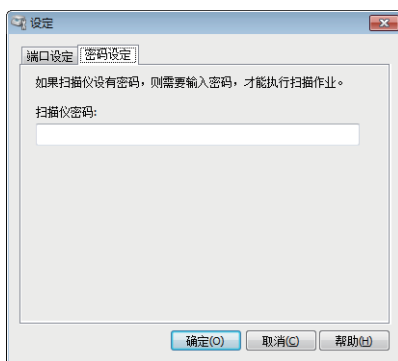 设定
端口设定 密码设定
如果扫描仪设有密码，则需要输入密码，才能执行扫描作业。
扫描仪密码:
确定(O) 取消(C) 帮助(H)